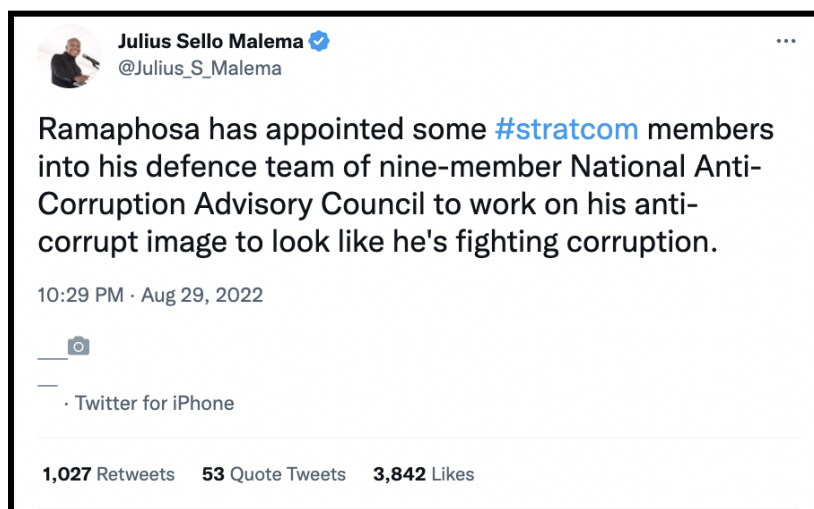 Julius Sello Malema
@Julius_S_Malema
Ramaphosa has appointed some #stratcom members
into his defence team of nine-member National Anti-
Corruption Advisory Council to work on his anti-
corrupt image to look like he's fighting corruption.
10:29 PM · Aug 29, 2022
· Twitter for iPhone
1,027 Retweets 53 Quote Tweets 3,842 Likes